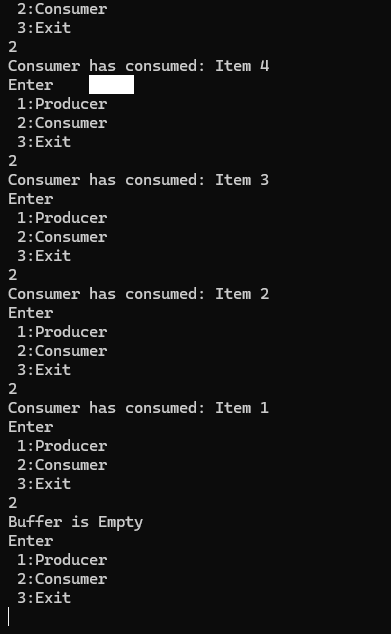 2:Consumer
3:Exit
2
Consumer has consumed: Item 4
Enter
1:Producer
2:Consumer
3:Exit
2
Consumer has consumed: Item 3
Enter
1:Producer
2:Consumer
3:Exit
2
Consumer has consumed: Item 2
Enter
1:Producer
2:Consumer
3:Exit
2
Consumer has consumed: Item 1
Enter
1:Producer
2:Consumer
3:Exit
2
Buffer is Empty
Enter
1:Producer
2:Consumer
3:Exit